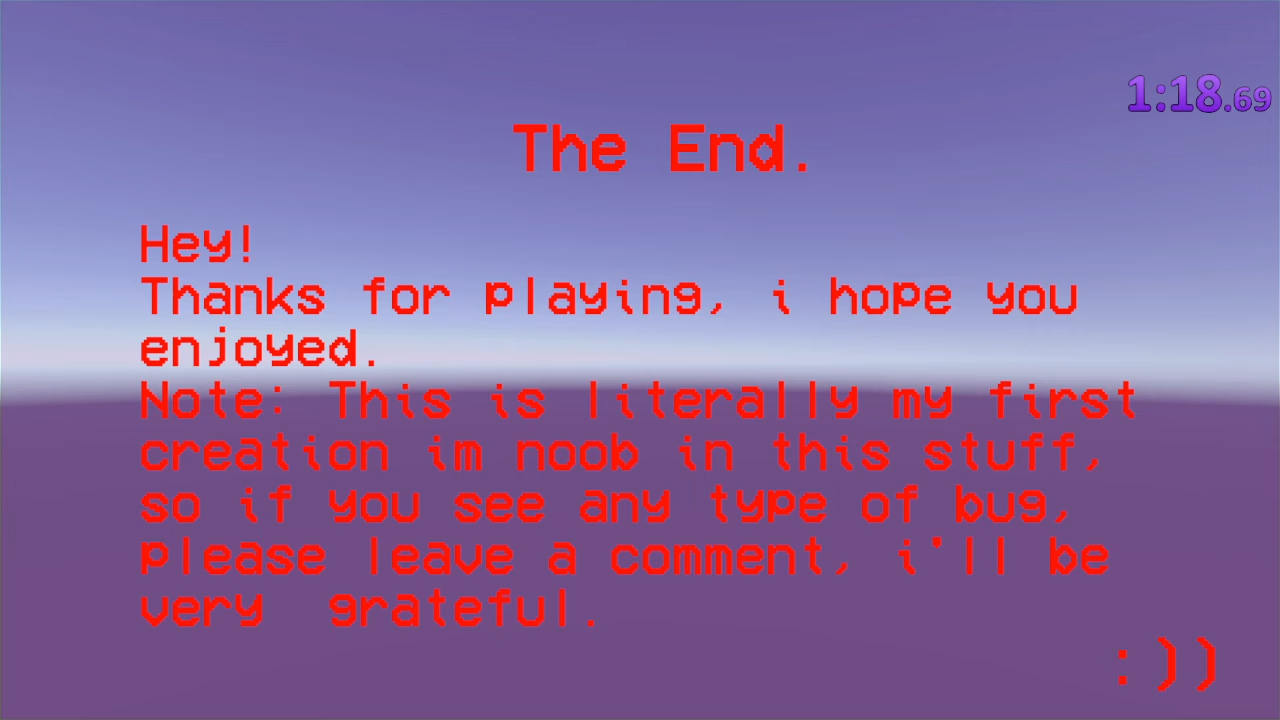 1:18.69
The End.
Hey!
Thanks for playing, i hope you
enjoyed.
Note: This is literally my first
creation im noob in this stuff,
so if you see any type of bug,
please leave a comment, i'll be
very  grateful.
:))